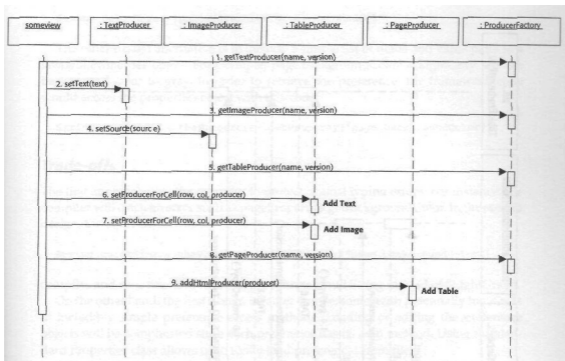 someview
: TextProducer
: ImageProducer
: TableProducer
: PageProducer
: ProducerFactory
1. getTextProducer(name, version)
2. setText(text)
3. getImageProducer(name, version)
4. setSource(sourc e)
5. getTableProducer(name, version)
6. setProducerForCell(row, col, producer)
Add Text
7. setProducerForCell(row, col, producer)
Add Image
8. getPageProducer(name, version)
9. addHtmlProducer(producer)
Add Table